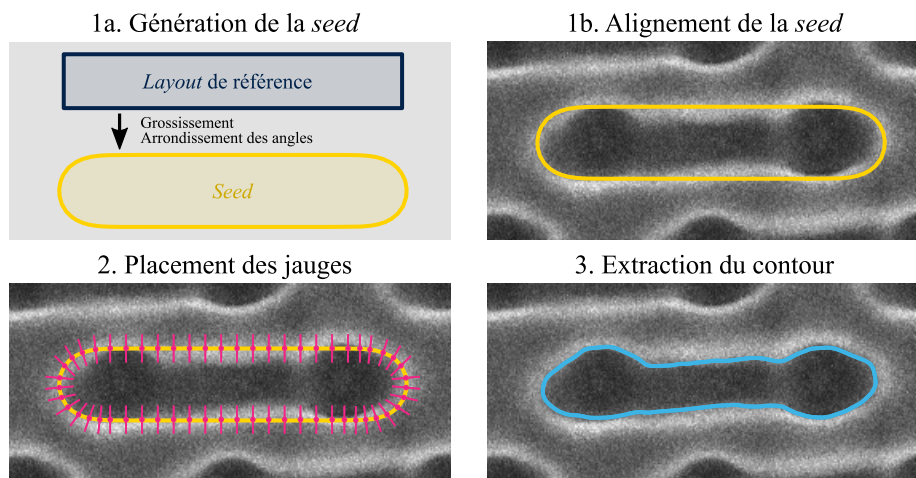 1a. Génération de la seed
1b. Alignement de la seed
Layout de référence
Grossissement
Arrondissement des angles
Seed
2. Placement des jauges
3. Extraction du contour